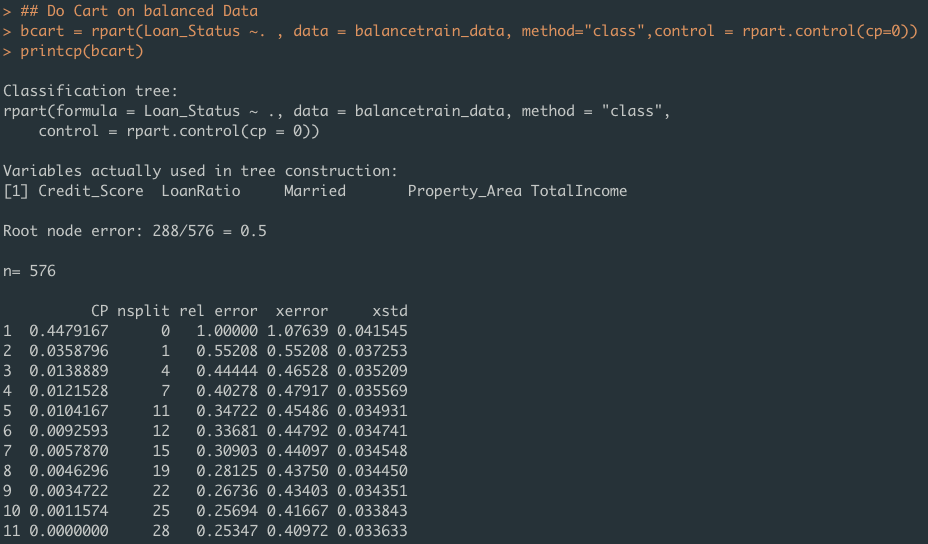 > ## Do Cart on balanced Data
> bcart = rpart(Loan_Status ~. , data = balancetrain_data, method="class",control = rpart.control(cp=0))
> printcp(bcart)

Classification tree:
rpart(formula = Loan_Status ~ ., data = balancetrain_data, method = "class",
    control = rpart.control(cp = 0))

Variables actually used in tree construction:
[1] Credit_Score  LoanRatio     Married       Property_Area TotalIncome

Root node error: 288/576 = 0.5

n= 576

          CP nsplit rel error  xerror     xstd
1  0.4479167      0   1.00000 1.07639 0.041545
2  0.0358796      1   0.55208 0.55208 0.037253
3  0.0138889      4   0.44444 0.46528 0.035209
4  0.0121528      7   0.40278 0.47917 0.035569
5  0.0104167     11   0.34722 0.45486 0.034931
6  0.0092593     12   0.33681 0.44792 0.034741
7  0.0057870     15   0.30903 0.44097 0.034548
8  0.0046296     19   0.28125 0.43750 0.034450
9  0.0034722     22   0.26736 0.43403 0.034351
10 0.0011574     25   0.25694 0.41667 0.033843
11 0.0000000     28   0.25347 0.40972 0.033633